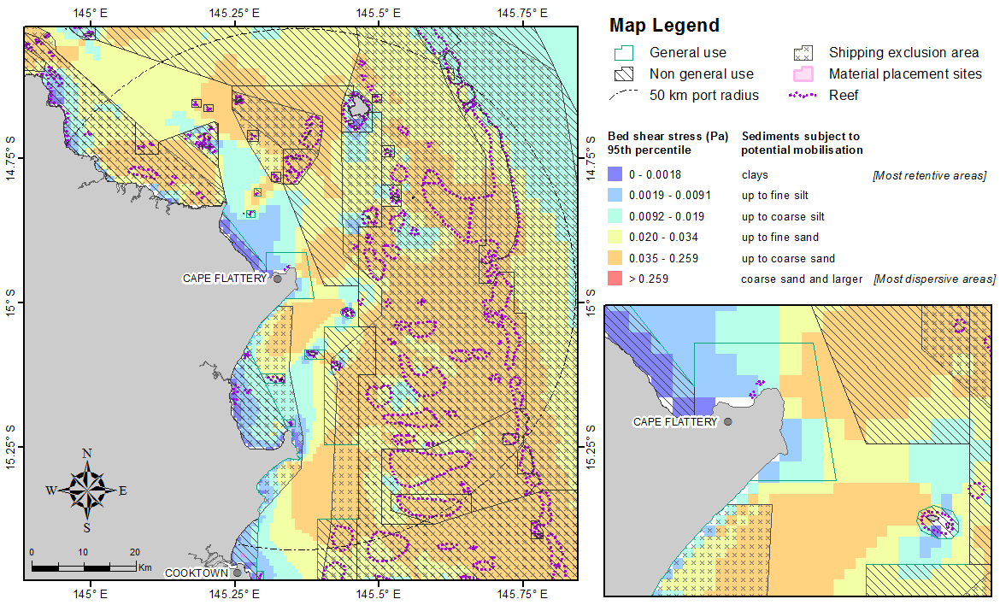 145° E
145.25° E
145.5° E
145.75° E
14.75° S
15° S
15.25° S
14.75° S
15° S
15.25° S
CAPE FLATTERY
COOKTOWN
N
W
E
S
0 10 20
Km
145° E
145.25° E
145.5° E
145.75° E
Map Legend
General use
Non general use
50 km port radius
Shipping exclusion area
Material placement sites
Reef
Bed shear stress (Pa)
95th percentile
Sediments subject to
potential mobilisation
0 - 0.0018 clays [Most retentive areas]
0.0019 - 0.0091 up to fine silt
0.0092 - 0.019 up to coarse silt
0.020 - 0.034 up to fine sand
0.035 - 0.259 up to coarse sand
> 0.259 coarse sand and larger [Most dispersive areas]
CAPE FLATTERY